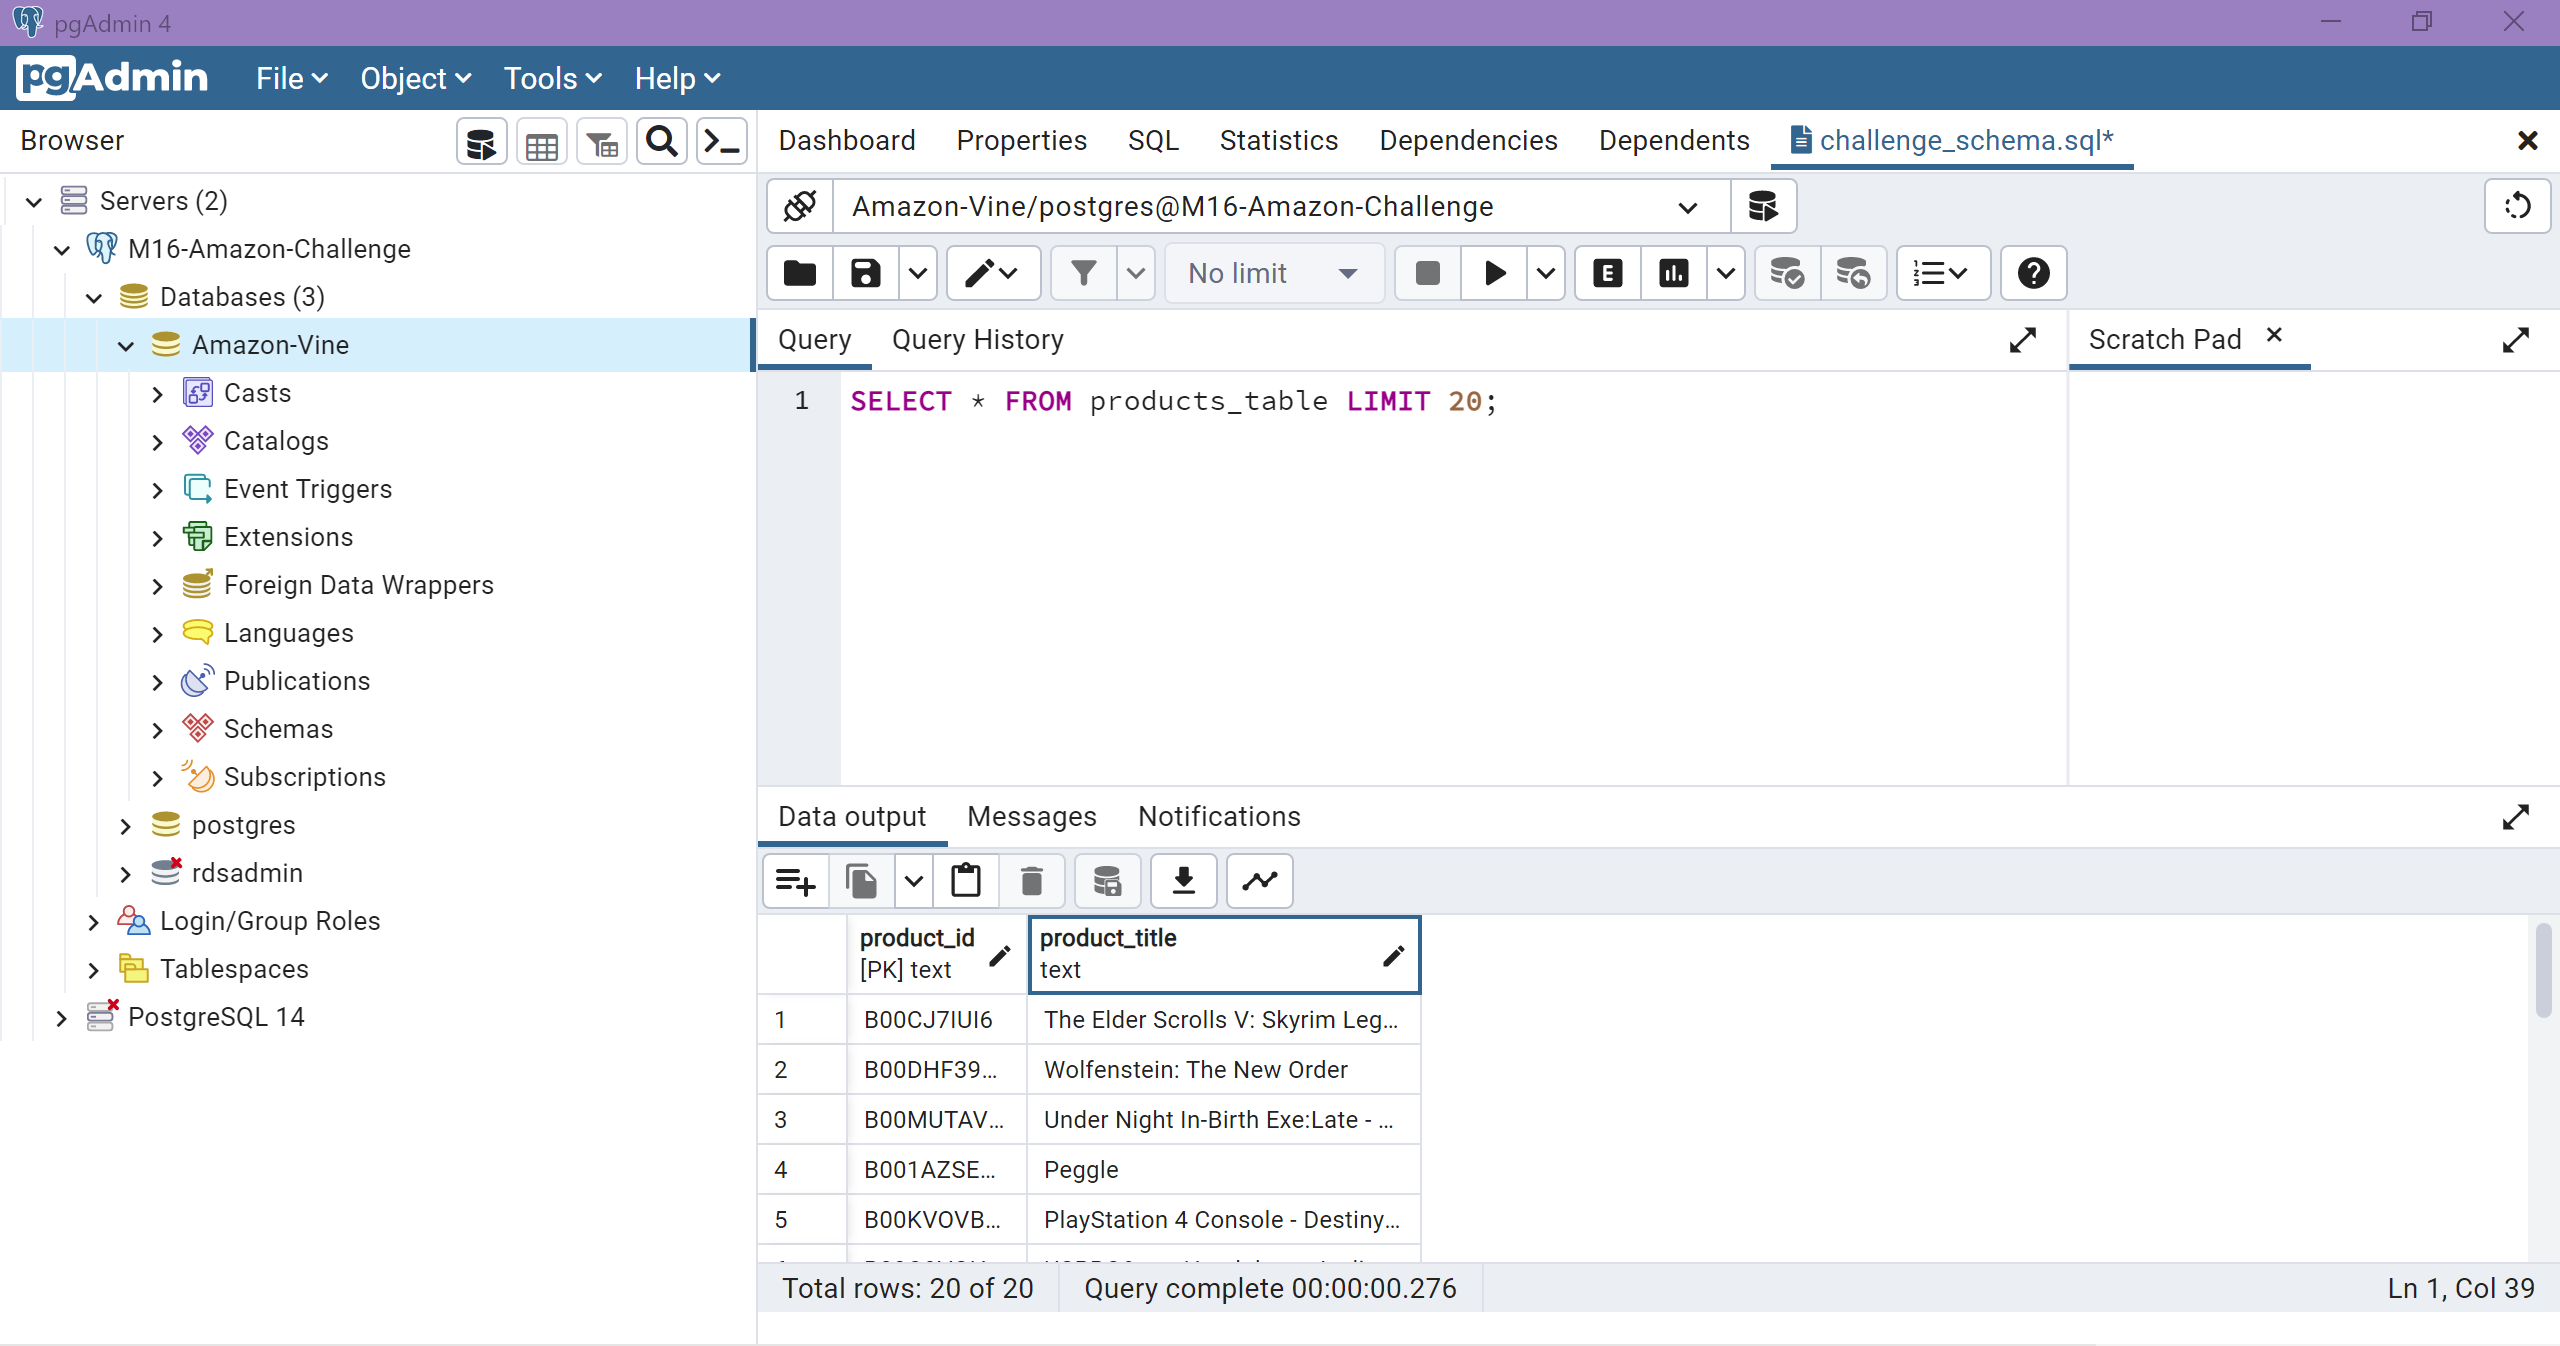 pgAdmin 4
pgAdmin File Object Tools Help
Browser
Servers (2)
M16-Amazon-Challenge
Databases (3)
Amazon-Vine
Casts
Catalogs
Event Triggers
Extensions
Foreign Data Wrappers
Languages
Publications
Schemas
Subscriptions
postgres
rdsadmin
Login/Group Roles
Tablespaces
PostgreSQL 14
Dashboard Properties SQL Statistics Dependencies Dependents challenge_schema.sql*
Amazon-Vine/postgres@M16-Amazon-Challenge
No limit
E
Query Query History
Scratch Pad
1 SELECT * FROM products_table LIMIT 20;
Data output Messages Notifications
product_id product_title
[PK] text text
1 B00CJ7IUI6 The Elder Scrolls V: Skyrim Leg...
2 B00DHF39... Wolfenstein: The New Order
3 B00MUTAV... Under Night In-Birth Exe:Late - ...
4 B001AZSE... Peggle
5 B00KVOVB... PlayStation 4 Console - Destiny...
Total rows: 20 of 20 Query complete 00:00:00.276 Ln 1, Col 39